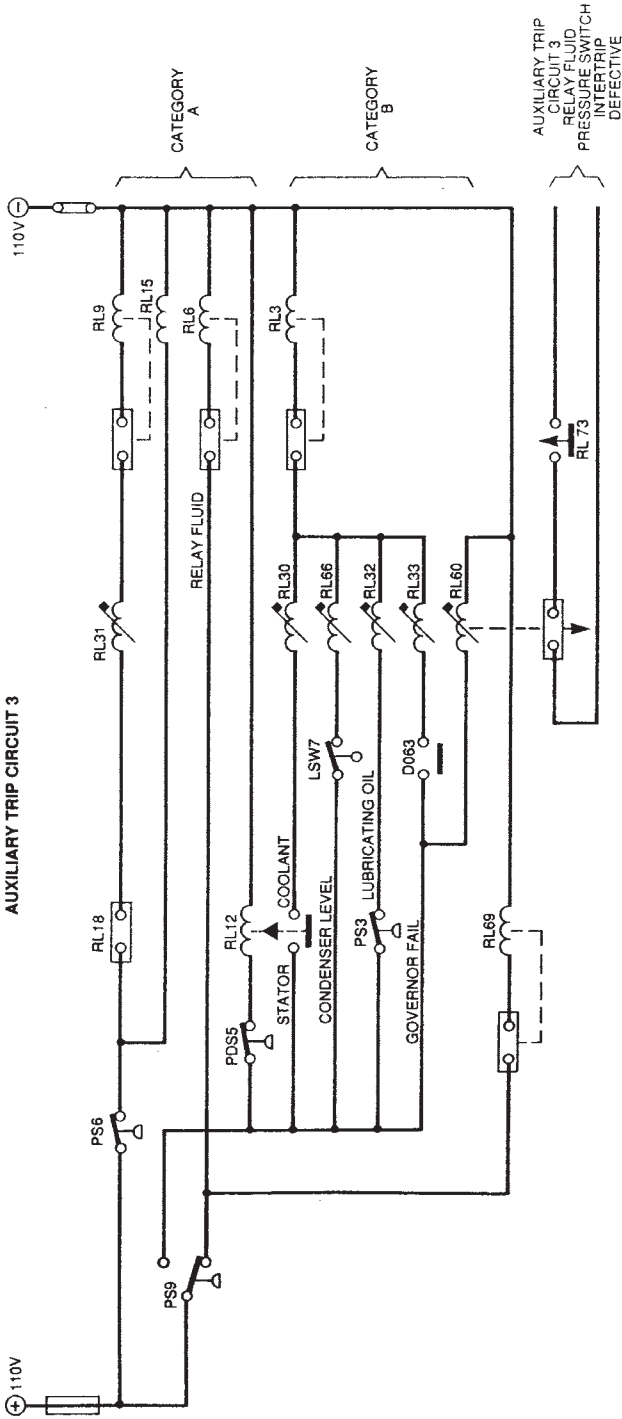 AUXILIARY TRIP CIRCUIT 3
110V
+
110V
−
PS6
RL18
RL31
RL9
RL15
CATEGORY
A
PS9
RELAY FLUID
RL6
PDS5
RL12
STATOR
COOLANT
RL30
RL3
CONDENSER LEVEL
LSW7
RL66
CATEGORY
B
PS3
LUBRICATING OIL
RL32
GOVERNOR FAIL
D063
RL33
RL60
RL69
RL 73
AUXILIARY TRIP
CIRCUIT 3
RELAY FLUID
PRESSURE SWITCH
INTERTRIP
DEFECTIVE